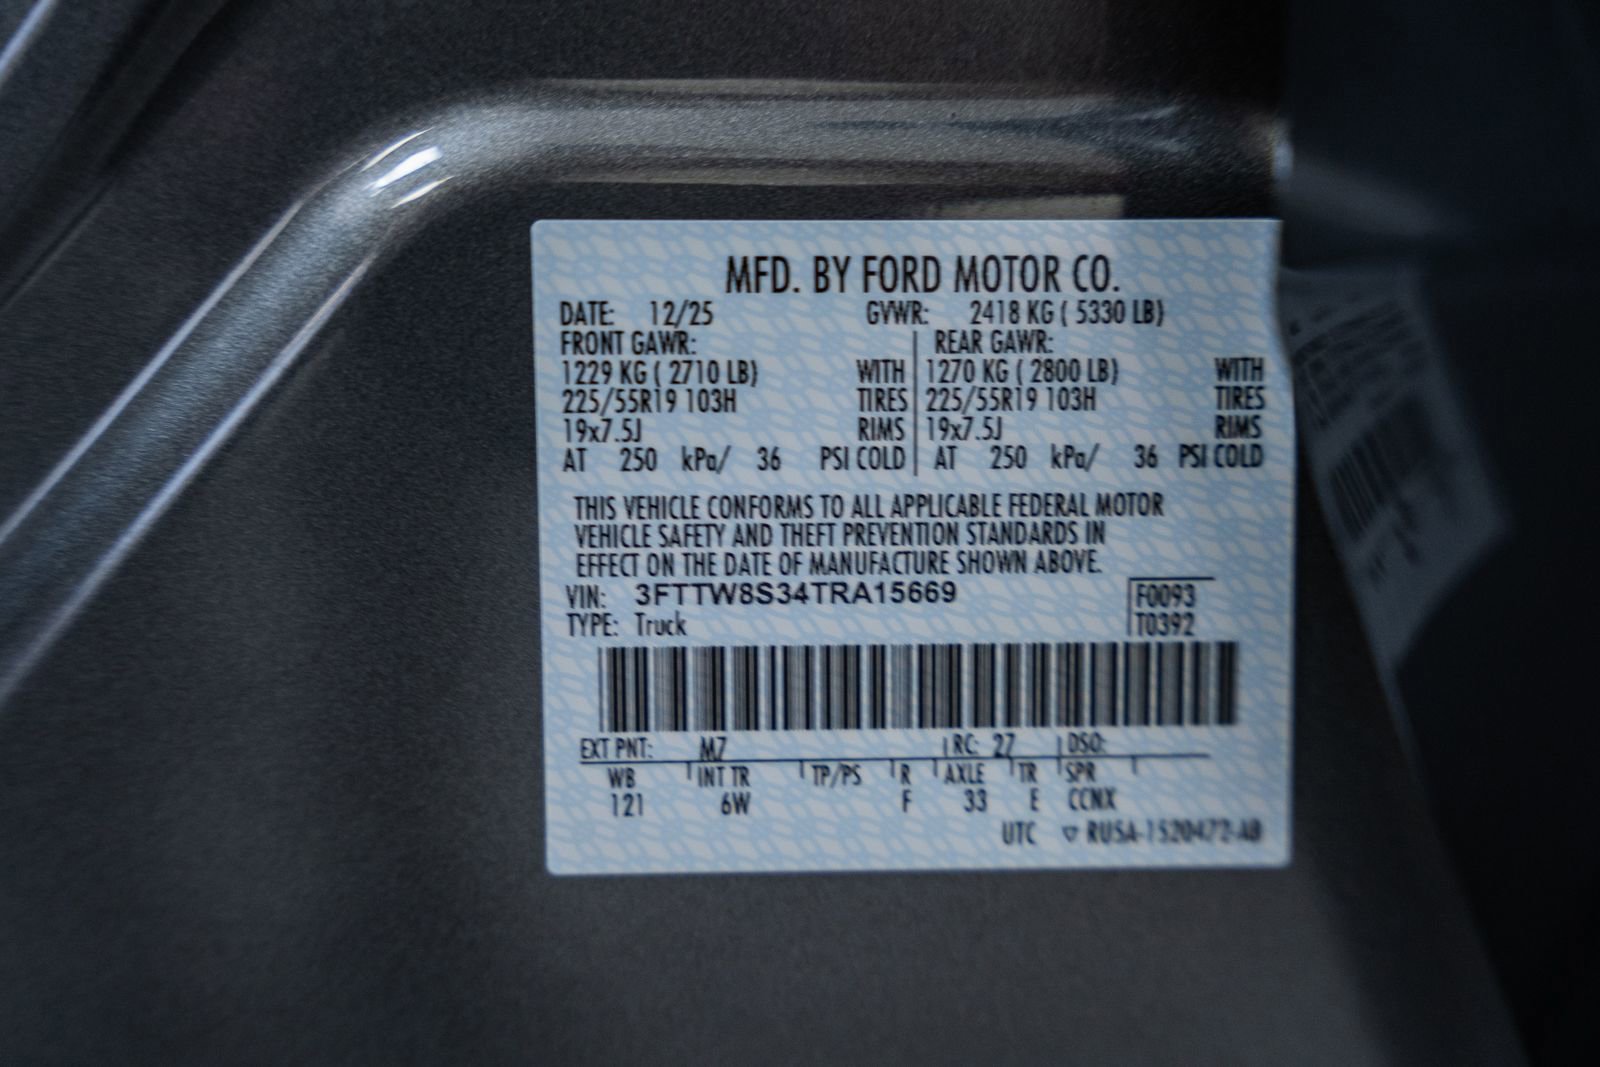 MFD. BY FORD MOTOR CO.
DATE: 12/25 GVWR: 2418 KG ( 5330 LB)
FRONT GAWR: REAR GAWR:
1229 KG ( 2710 LB) WITH 1270 KG ( 2800 LB) WITH
225/55R19 103H TIRES 225/55R19 103H TIRES
19x7.5J RIMS 19x7.5J RIMS
AT 250 kPa/ 36 PSI COLD AT 250 kPa/ 36 PSI COLD
THIS VEHICLE CONFORMS TO ALL APPLICABLE FEDERAL MOTOR
VEHICLE SAFETY AND THEFT PREVENTION STANDARDS IN
EFFECT ON THE DATE OF MANUFACTURE SHOWN ABOVE.
VIN: 3FTTW8S34TRA15669 F0093
TYPE: Truck T0392
EXT PNT: M7 RC: 27 DSO:
WB INT TR TP/PS R AXLE TR SPR
121 6W F 33 E CCNX
UTC ▽ RU5A-1520472-AB